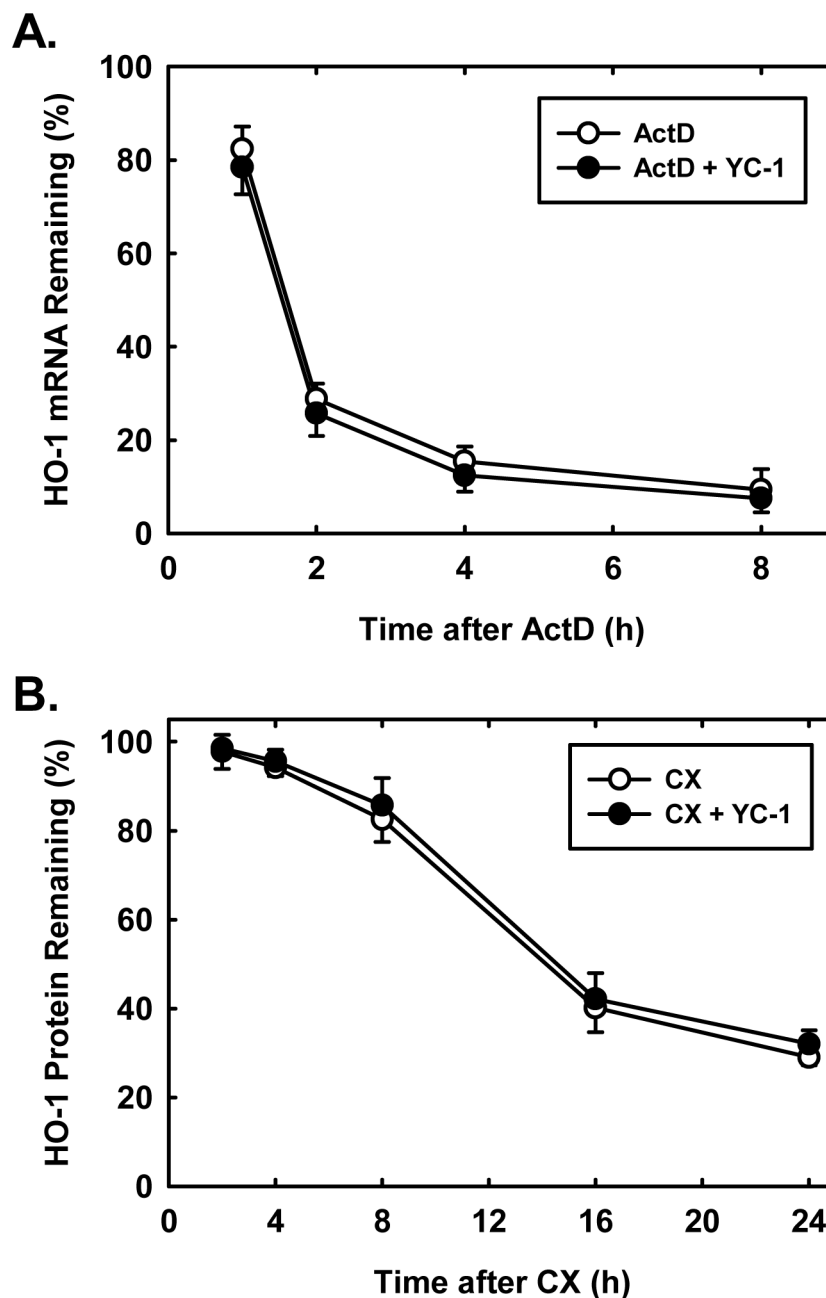 A.
HO-1 mRNA Remaining (%)
100
80
60
40
20
0
ActD
ActD + YC-1
0 2 4 6 8
Time after ActD (h)
B.
HO-1 Protein Remaining (%)
100
80
60
40
20
0
CX
CX + YC-1
0 4 8 12 16 20 24
Time after CX (h)